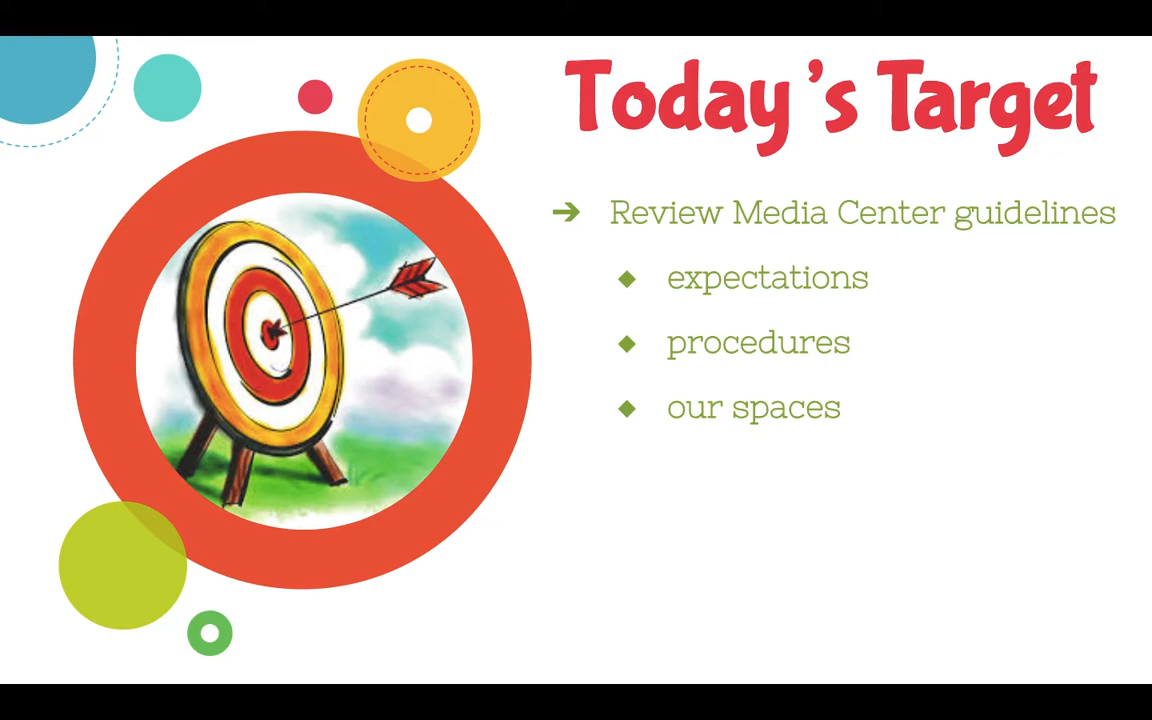 Today's Target
➔ Review Media Center guidelines
◆ expectations
◆ procedures
◆ our spaces